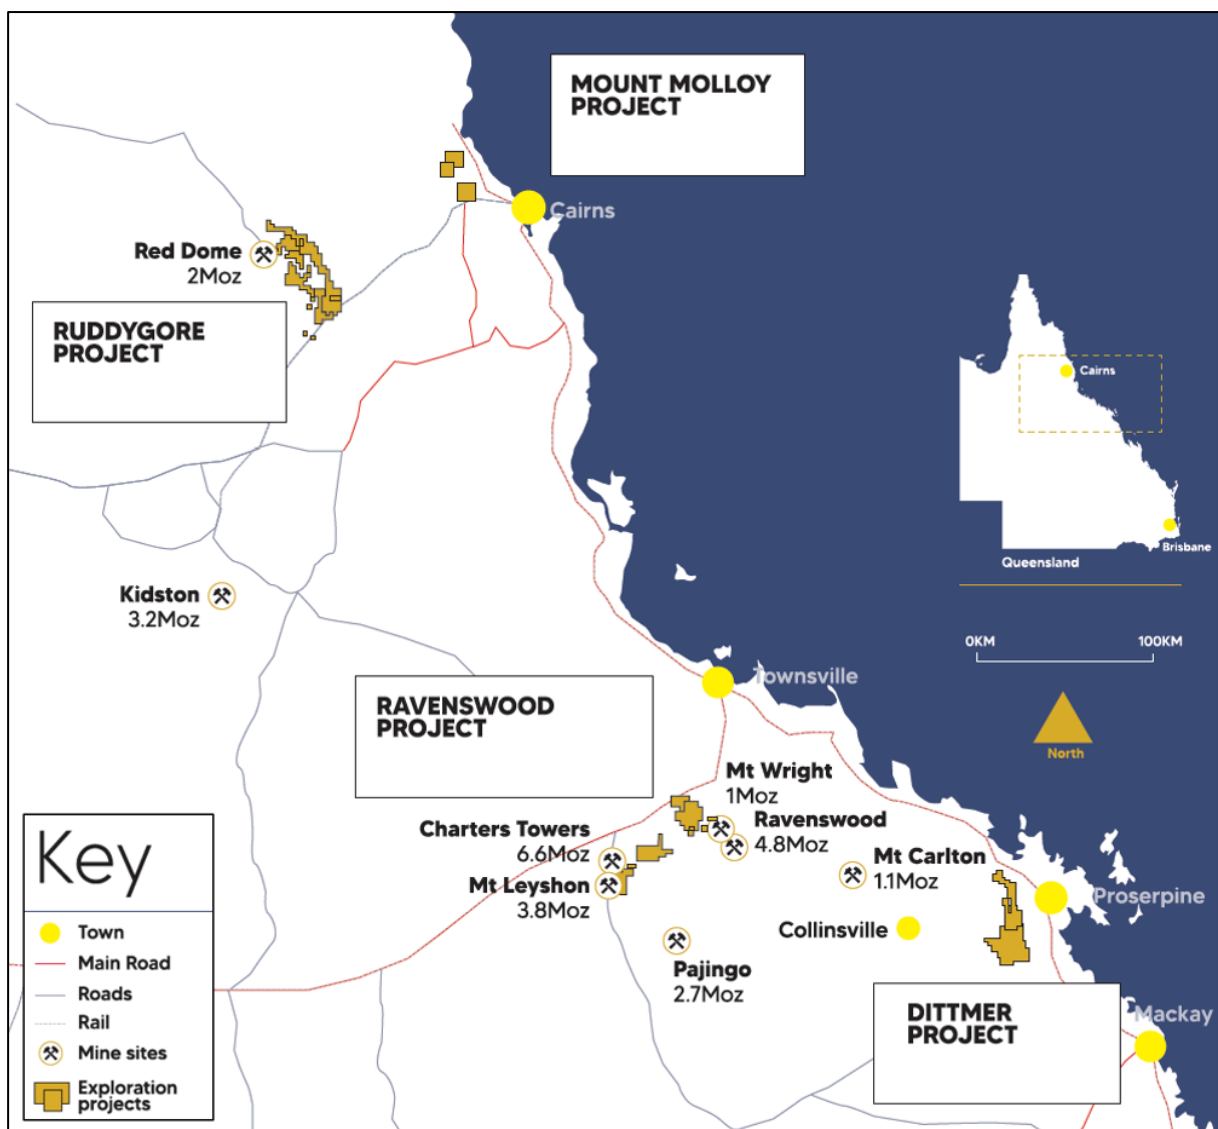 MOUNT MOLLOY
PROJECT
Cairns
Red Dome
2Moz
RUDDYGORE
PROJECT
Cairns
Brisbane
Queensland
Kidston
3.2Moz
0KM 100KM
Townsville
RAVENSWOOD
PROJECT
North
Mt Wright
1Moz
Charters Towers
6.6Moz
Ravenswood
4.8Moz
Mt Leyshon
3.8Moz
Mt Carlton
1.1Moz
Proserpine
Collinsville
Pajingo
2.7Moz
DITTMER
PROJECT
Mackay
Key
Town
Main Road
Roads
Rail
Mine sites
Exploration
projects